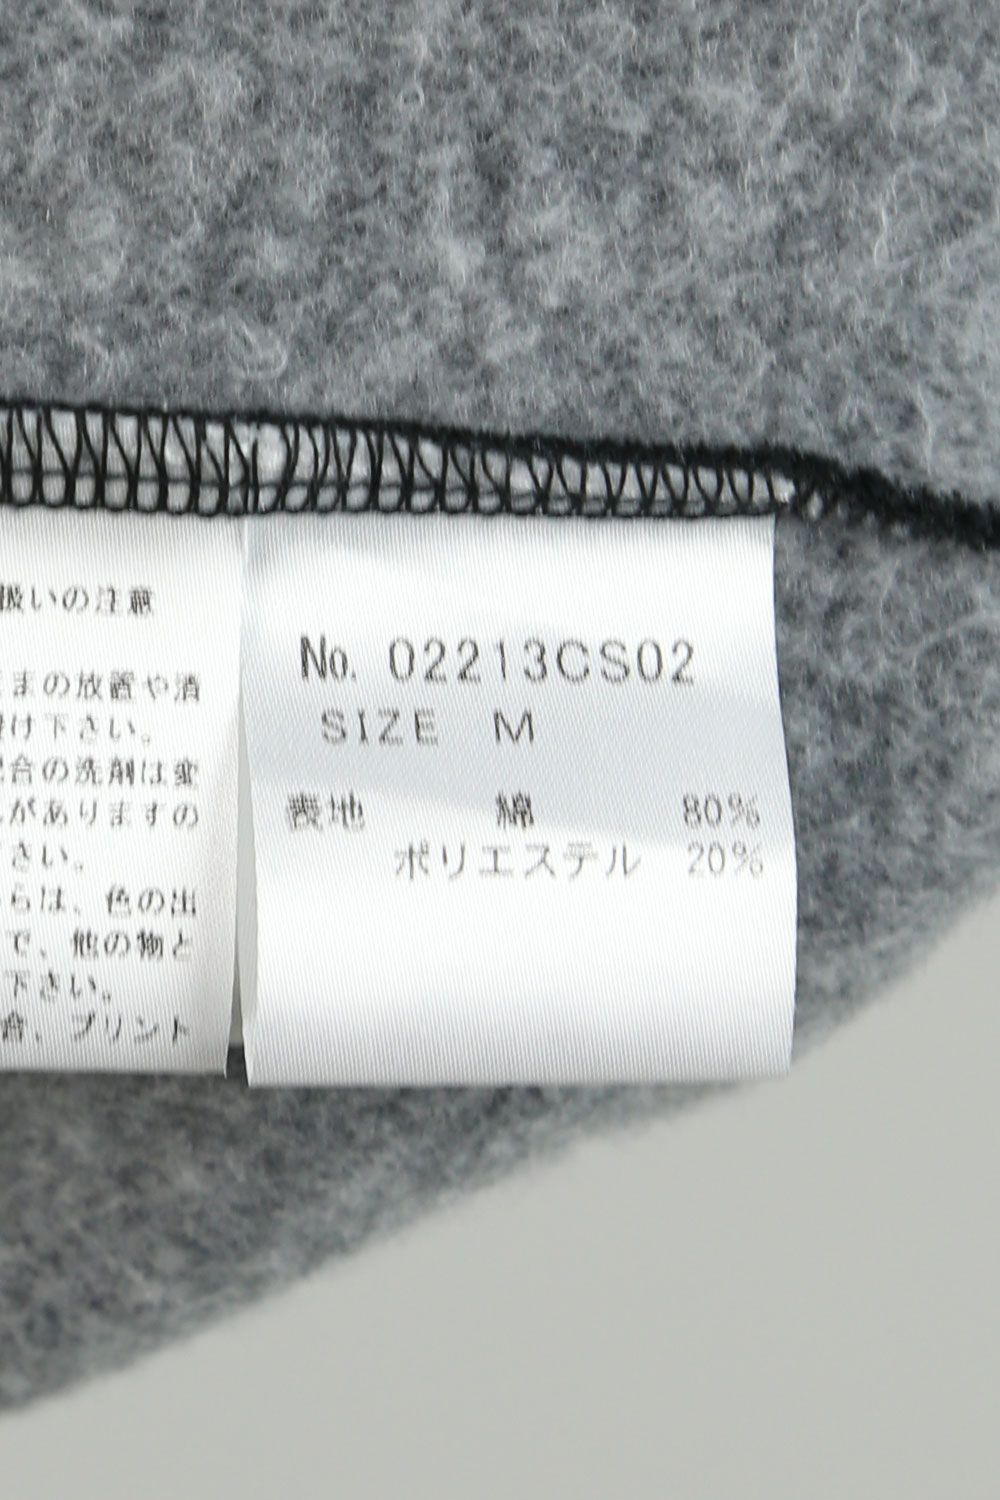 扱いの注意
ままの放置や消
避け下さい。
配合の洗剤は変
がありますの
さい。
らは、色の出
で、他の物と
下さい。
合、プリント
No. 02213CS02
SIZE M
表地 綿 80%
ポリエステル 20%